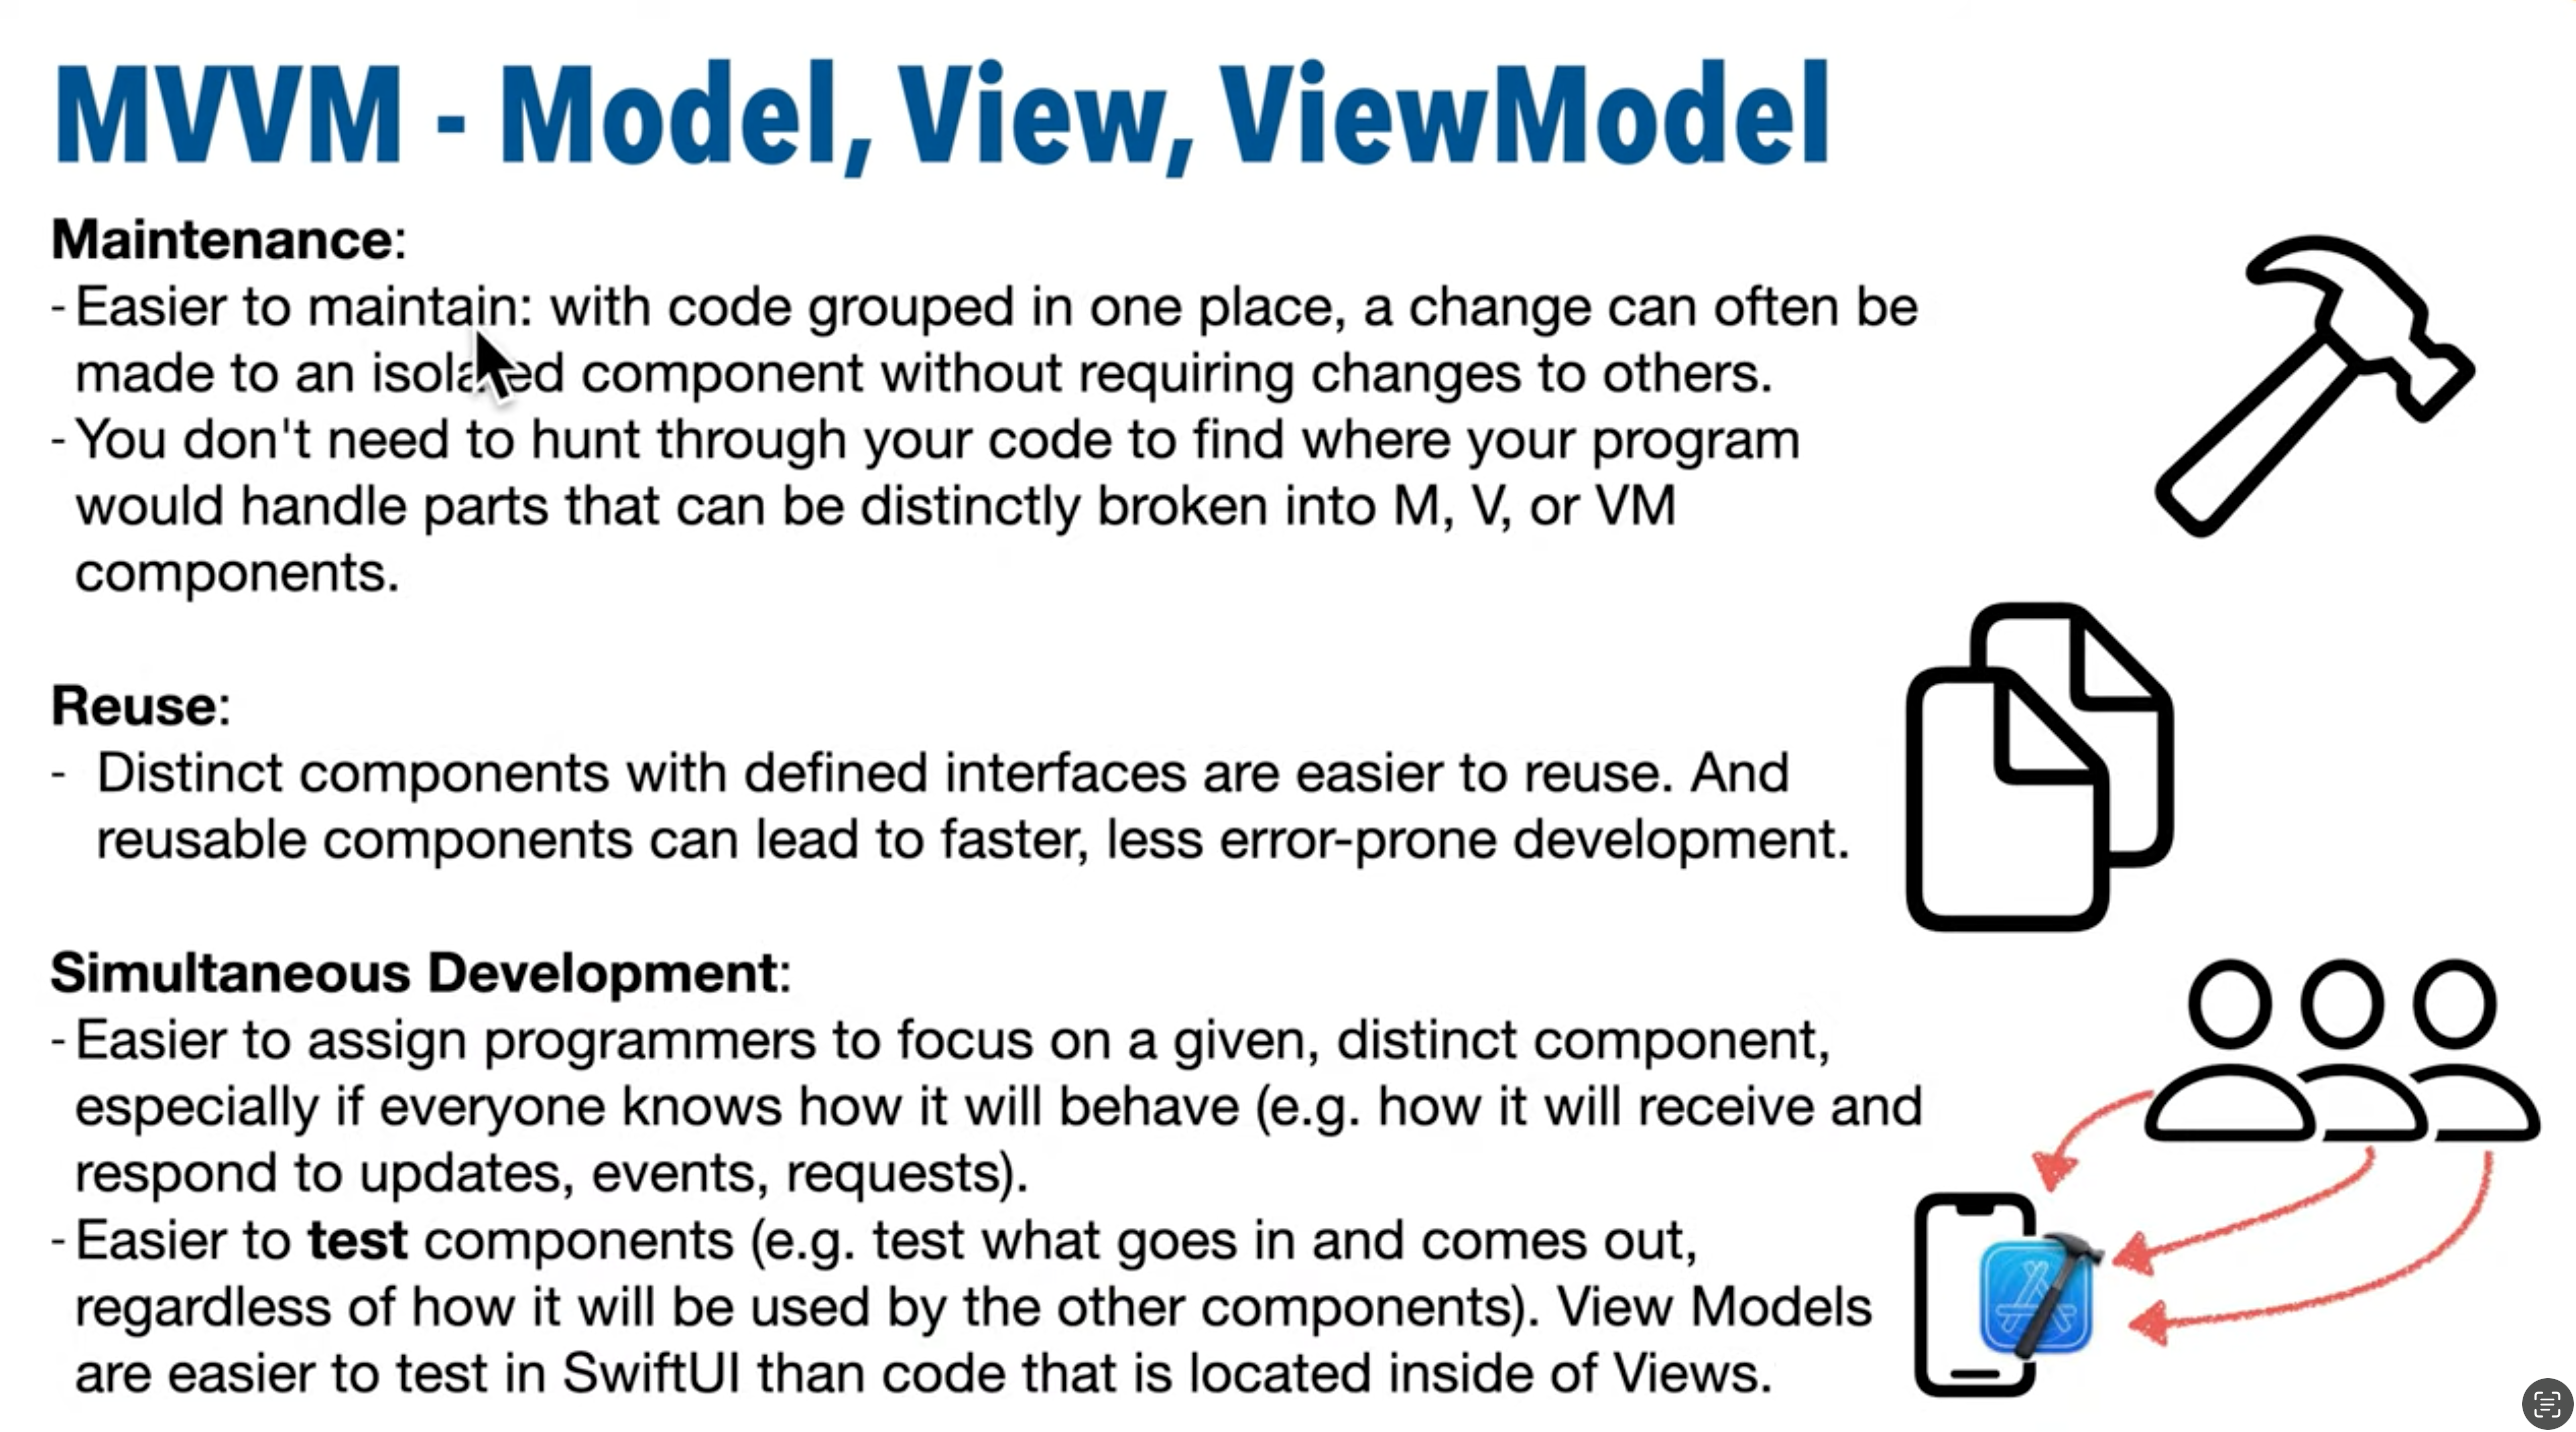 MVVM - Model, View, ViewModel
Maintenance:
- Easier to maintain: with code grouped in one place, a change can often be
made to an isolated component without requiring changes to others.
- You don't need to hunt through your code to find where your program
would handle parts that can be distinctly broken into M, V, or VM
components.
Reuse:
- Distinct components with defined interfaces are easier to reuse. And
reusable components can lead to faster, less error-prone development.
Simultaneous Development:
- Easier to assign programmers to focus on a given, distinct component,
especially if everyone knows how it will behave (e.g. how it will receive and
respond to updates, events, requests).
- Easier to test components (e.g. test what goes in and comes out,
regardless of how it will be used by the other components). View Models
are easier to test in SwiftUI than code that is located inside of Views.